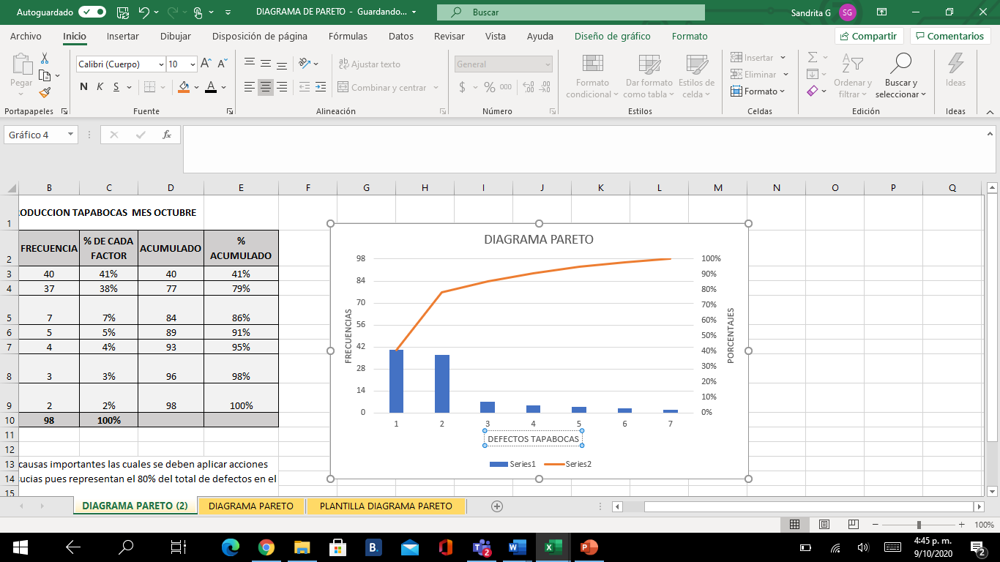 Autoguardado
DIAGRAMA DE PARETO - Guardando...
Buscar
Sandrita G
SG
Archivo Inicio Insertar Dibujar Disposición de página Fórmulas Datos Revisar Vista Ayuda Diseño de gráfico Formato
Compartir
Comentarios
Pegar
Calibri (Cuerpo) 10 A A
N K S A
ab Ajustar texto
Combinar y centrar
General
$ % 000
Formato condicional
Dar formato como tabla
Estilos de celda
Insertar
Eliminar
Formato
Ordenar y filtrar
Buscar y seleccionar
Ideas
Portapapeles Fuente Alineación Número Estilos Celdas Edición Ideas
Gráfico 4
fx
B C D E F G H I J K L M N O P Q
1 RODUCCION TAPABOCAS MES OCTUBRE
2 FRECUENCIA % DE CADA FACTOR ACUMULADO % ACUMULADO
3 40 41% 40 41%
4 37 38% 77 79%
5 7 7% 84 86%
6 5 5% 89 91%
7 4 4% 93 95%
8 3 3% 96 98%
9 2 2% 98 100%
10 98 100%
11
12
13 causas importantes las cuales se deben aplicar acciones
14 sucias pues representan el 80% del total de defectos en el
15
DIAGRAMA PARETO
98
84
70
56
42
28
14
0
FRECUENCIAS
100%
90%
80%
70%
60%
50%
40%
30%
20%
10%
0%
PORCENTAJES
1 2 3 4 5 6 7
DEFECTOS TAPABOCAS
Series1 Series2
DIAGRAMA PARETO (2) DIAGRAMA PARETO PLANTILLA DIAGRAMA PARETO
100%
B.
2
4:45 p. m.
9/10/2020
2